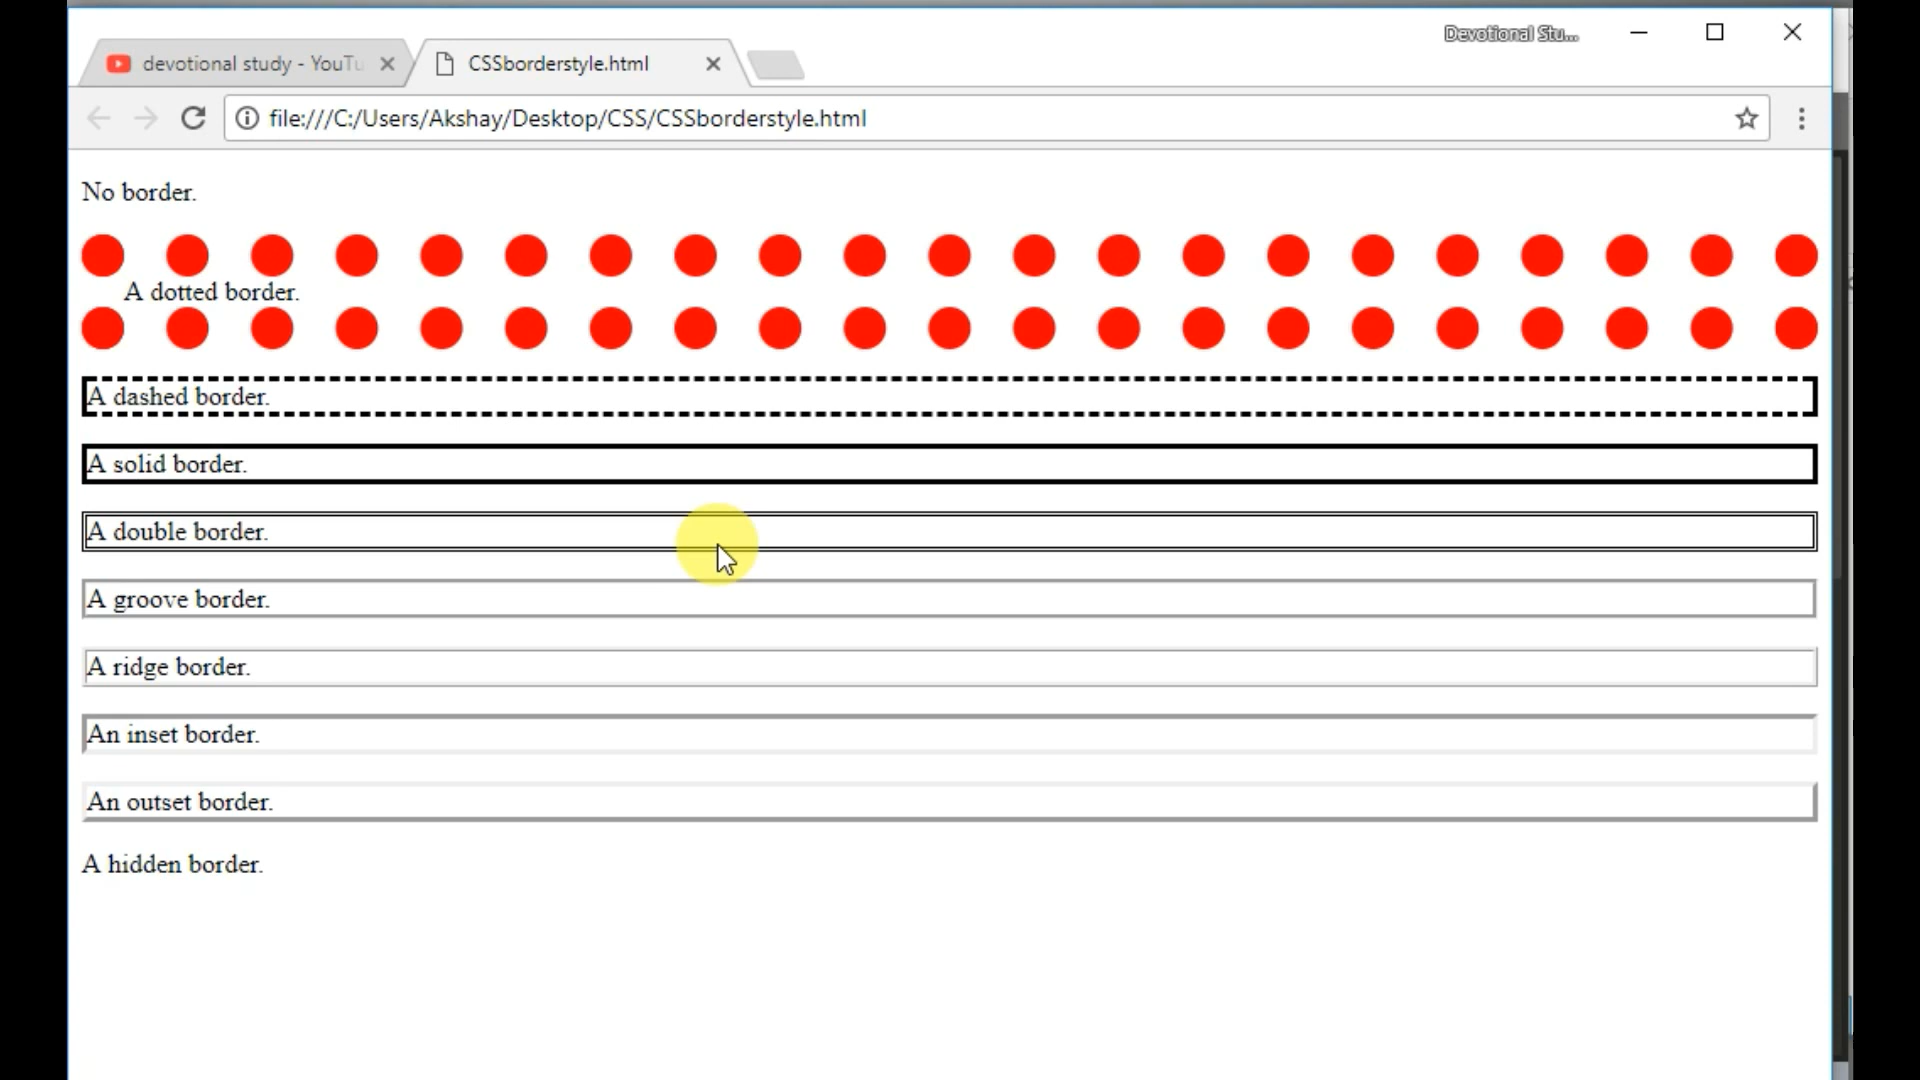 Devotional Stu...
devotional study - YouTu
CSSborderstyle.html
file:///C:/Users/Akshay/Desktop/CSS/CSSborderstyle.html
No border.
A dotted border.
A dashed border.
A solid border.
A double border.
A groove border.
A ridge border.
An inset border.
An outset border.
A hidden border.